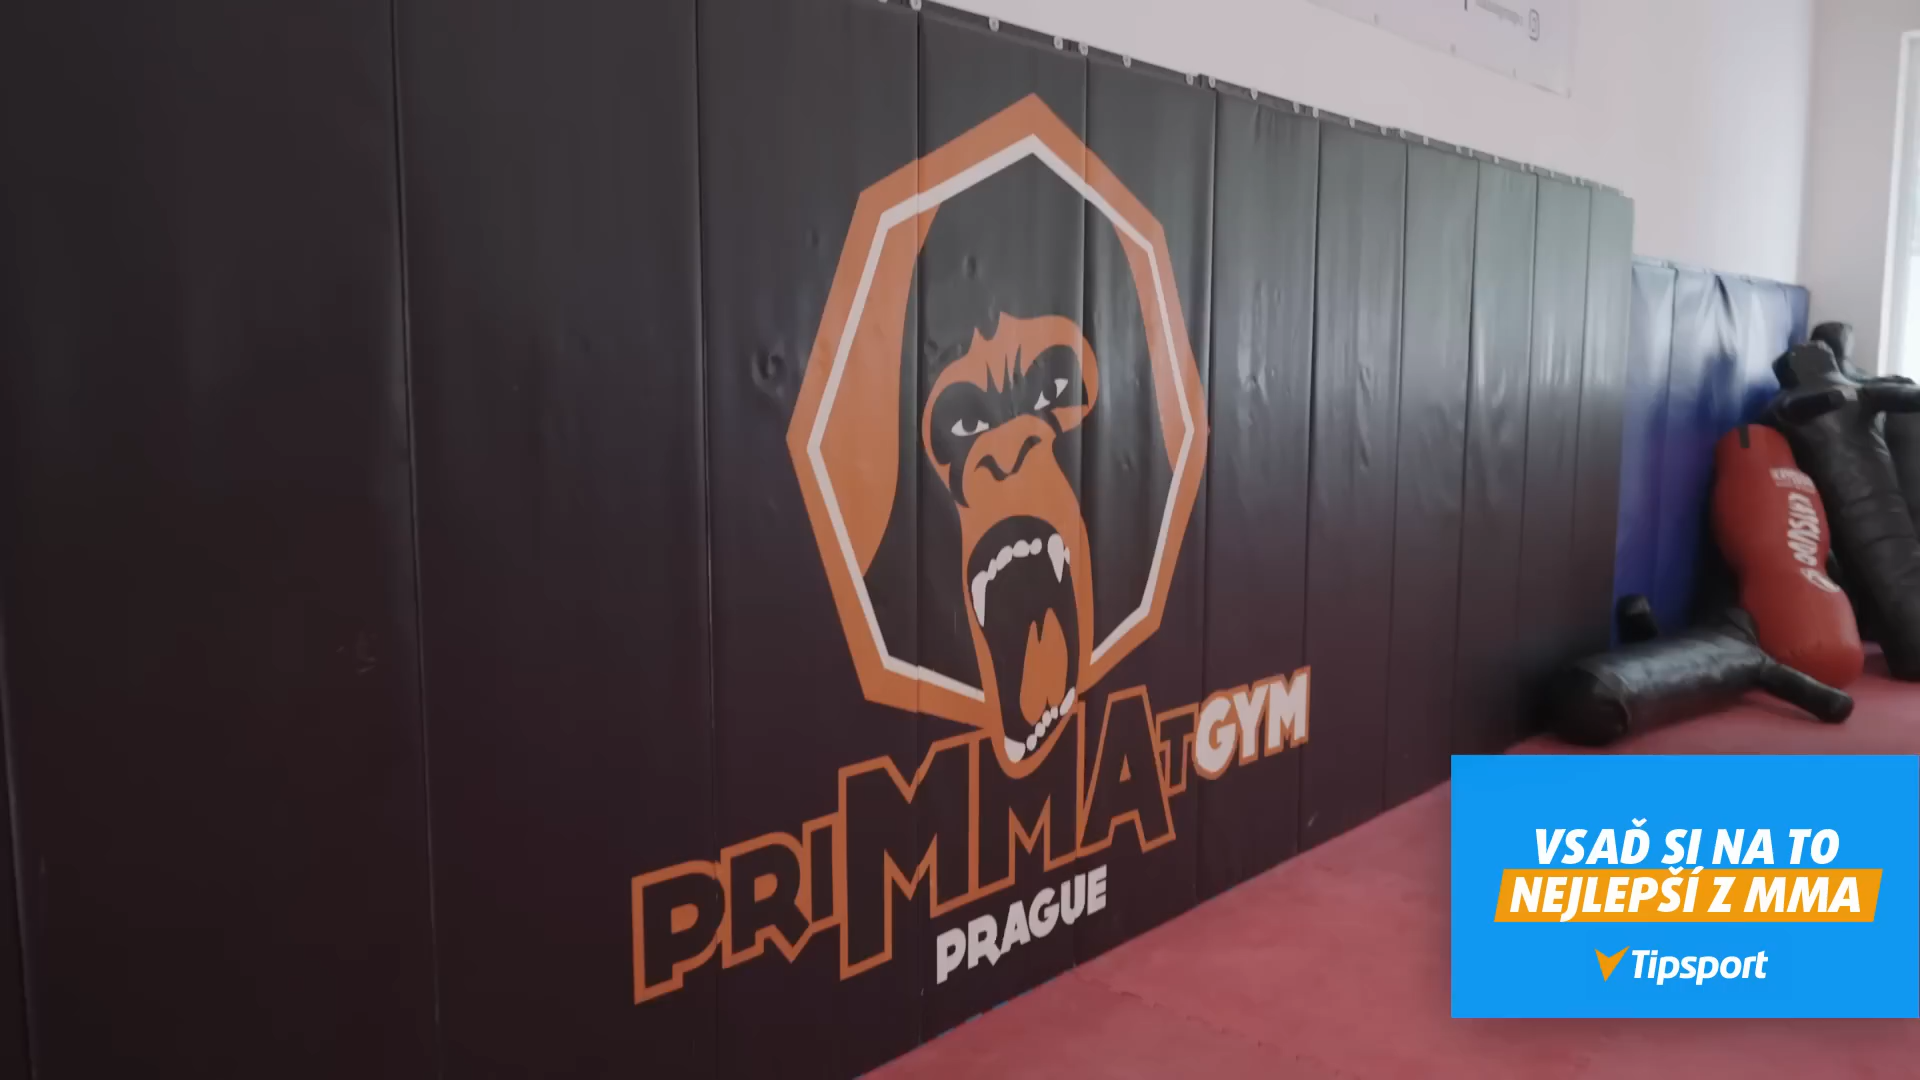 PRIMMATGYM
PRAGUE
VSAĎ SI NA TO
NEJLEPŠÍ Z MMA
Tipsport